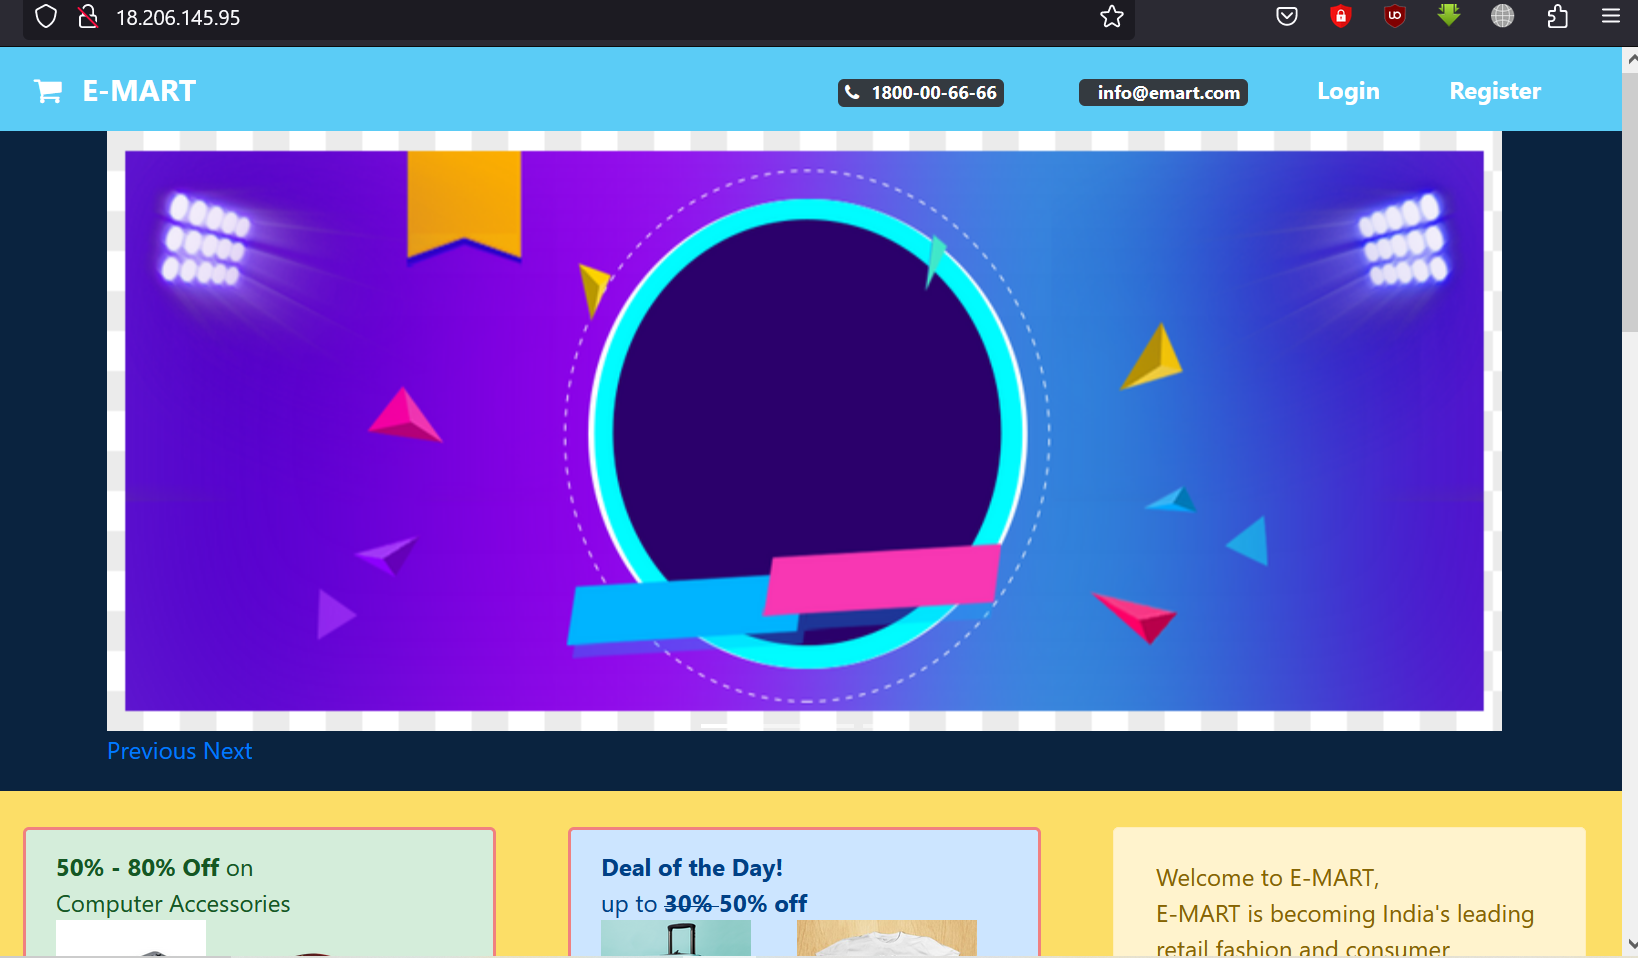 18.206.145.95
E-MART
1800-00-66-66
info@emart.com
Login
Register
Previous Next
50% - 80% Off on
Computer Accessories
Deal of the Day!
up to 30% 50% off
Welcome to E-MART,
E-MART is becoming India's leading
retail fashion and consumer